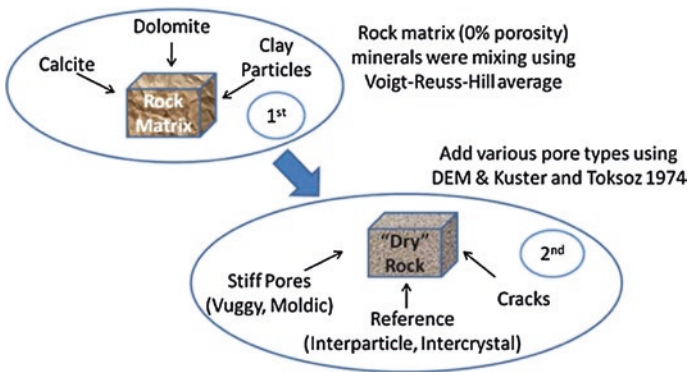 Dolomite
Calcite
Clay
Particles
Rock
Matrix
1st
Rock matrix (0% porosity)
minerals were mixing using
Voigt-Reuss-Hill average
Add various pore types using
DEM & Kuster and Toksoz 1974
"Dry"
Rock
2nd
Stiff Pores
(Vuggy, Moldic)
Reference
(Interparticle, Intercrystal)
Cracks